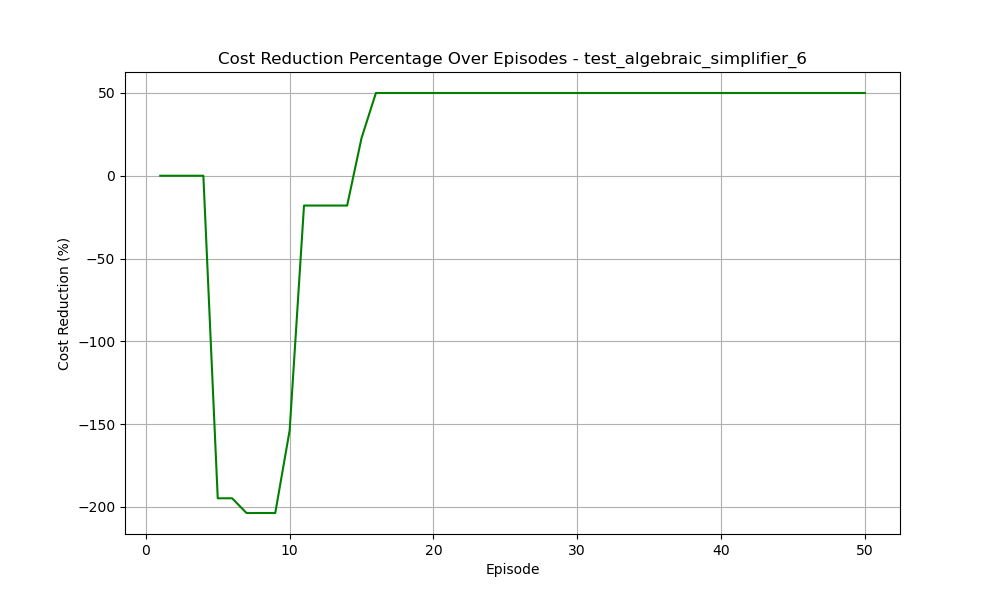 Cost Reduction Percentage Over Episodes - test_algebraic_simplifier_6
Cost Reduction (%)
50
0
−50
−100
−150
−200
0 10 20 30 40 50
Episode